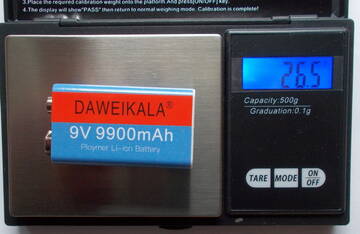 3.Place the required calibration weight onto the platform And press[ON/OFF] key.
4.The display will show"PASS" then return to normal weighing mode. Calibration is complete!
26.5
DAWEIKALA®
9V 9900mAh
Ploymer Li-ion Battery
Capacity:500g
Graduation:0.1g
TARE
MODE
ON
OFF